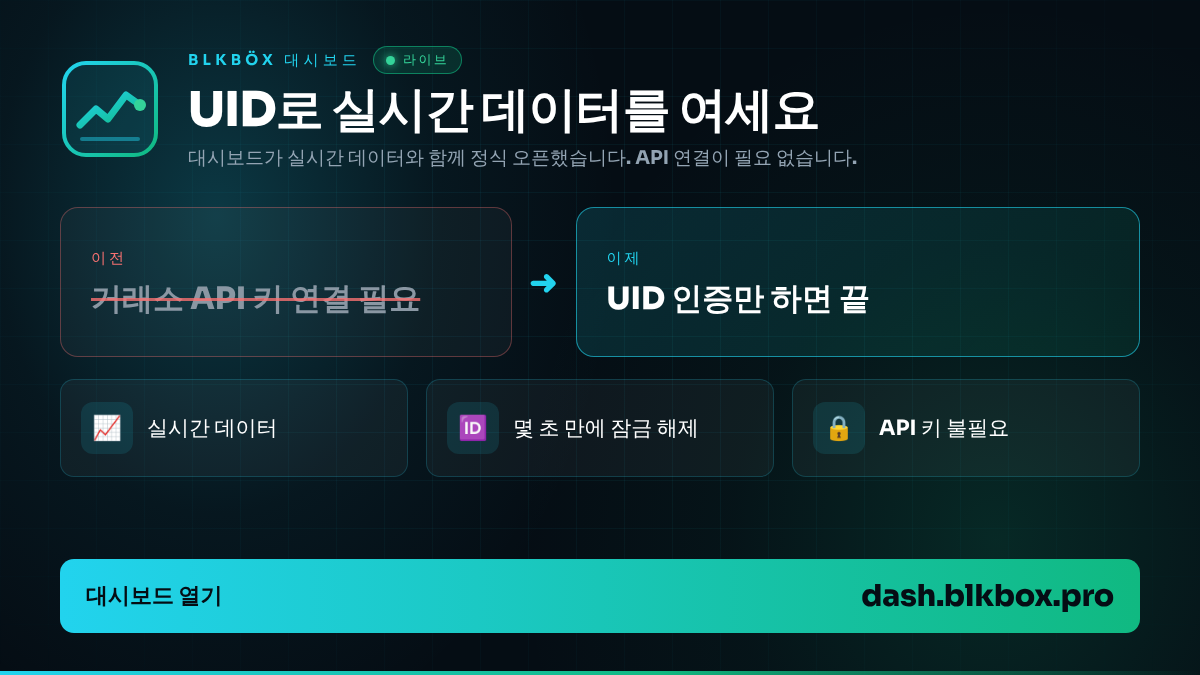 BLKBÖX 대시보드 라이브
UID로 실시간 데이터를 여세요
대시보드가 실시간 데이터와 함께 정식 오픈했습니다. API 연결이 필요 없습니다.
이전
거래소 API 키 연결 필요
이제
UID 인증만 하면 끝
실시간 데이터
ID 몇 초 만에 잠금 해제
API 키 불필요
대시보드 열기
dash.blkbox.pro